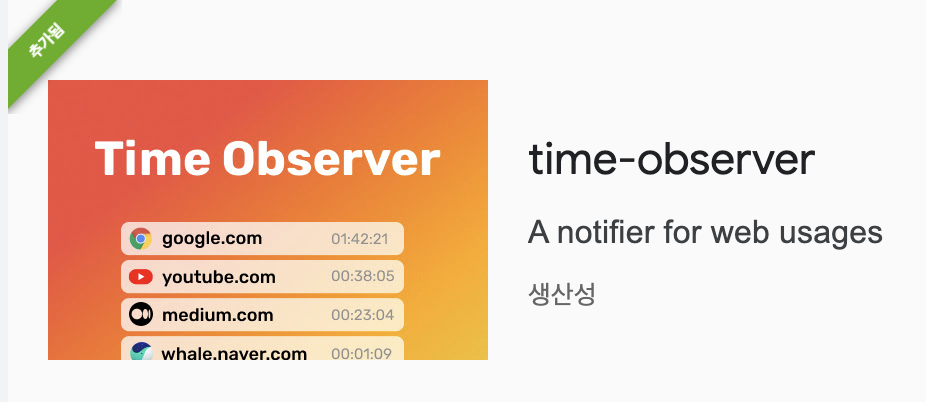 추가됨
Time Observer
google.com 01:42:21
youtube.com 00:38:05
medium.com 00:23:04
whale.naver.com 00:01:09
time-observer
A notifier for web usages
생산성